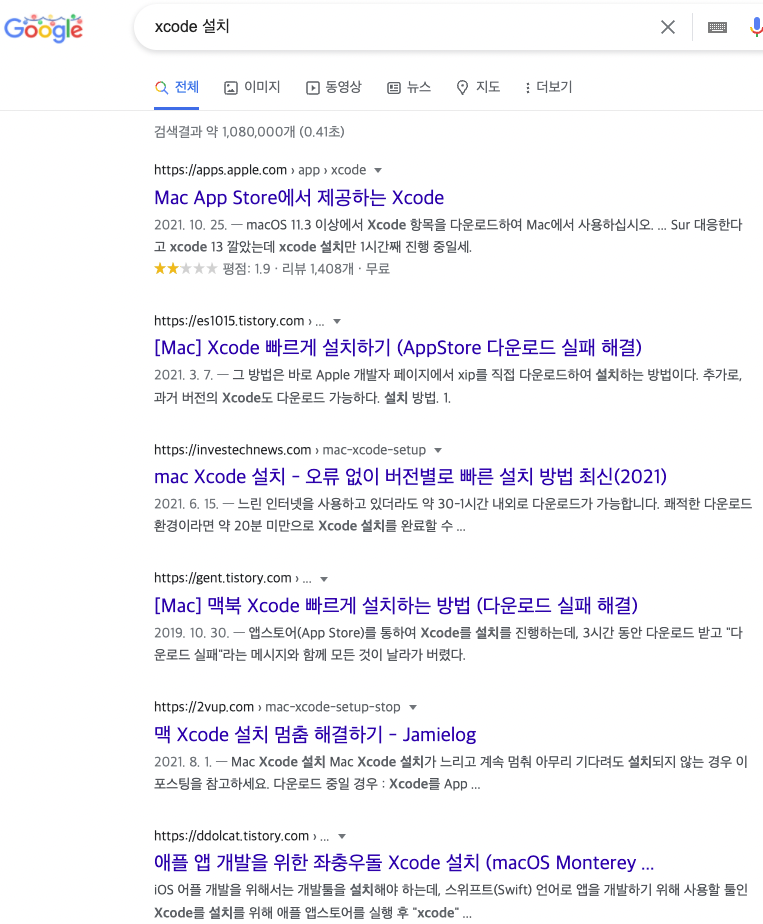 Google
xcode 설치
전체 이미지 동영상 뉴스 지도 더보기
검색결과 약 1,080,000개 (0.41초)
https://apps.apple.com › app › xcode
Mac App Store에서 제공하는 Xcode
2021. 10. 25. — macOS 11.3 이상에서 Xcode 항목을 다운로드하여 Mac에서 사용하십시오. ... Sur 대응한다
고 xcode 13 깔았는데 xcode 설치만 1시간째 진행 중일세.
평점: 1.9 · 리뷰 1,408개 · 무료
https://es1015.tistory.com › ...
[Mac] Xcode 빠르게 설치하기 (AppStore 다운로드 실패 해결)
2021. 3. 7. — 그 방법은 바로 Apple 개발자 페이지에서 xip를 직접 다운로드하여 설치하는 방법이다. 추가로,
과거 버전의 Xcode도 다운로드 가능하다. 설치 방법. 1.
https://investechnews.com › mac-xcode-setup
mac Xcode 설치 - 오류 없이 버전별로 빠른 설치 방법 최신(2021)
2021. 6. 15. — 느린 인터넷을 사용하고 있더라도 약 30-1시간 내외로 다운로드가 가능합니다. 쾌적한 다운로드
환경이라면 약 20분 미만으로 Xcode 설치를 완료할 수 ...
https://gent.tistory.com › ...
[Mac] 맥북 Xcode 빠르게 설치하는 방법 (다운로드 실패 해결)
2019. 10. 30. — 앱스토어(App Store)를 통하여 Xcode를 설치를 진행하는데, 3시간 동안 다운로드 받고 "다
운로드 실패"라는 메시지와 함께 모든 것이 날라가 버렸다.
https://2vup.com › mac-xcode-setup-stop
맥 Xcode 설치 멈춤 해결하기 - Jamielog
2021. 8. 1. — Mac Xcode 설치 Mac Xcode 설치가 느리고 계속 멈춰 아무리 기다려도 설치되지 않는 경우 이
포스팅을 참고하세요. 다운로드 중일 경우 : Xcode를 App ...
https://ddolcat.tistory.com › ...
애플 앱 개발을 위한 좌충우돌 Xcode 설치 (macOS Monterey ...
iOS 어플 개발을 위해서는 개발툴을 설치해야 하는데, 스위프트(Swift) 언어로 앱을 개발하기 위해 사용할 툴인
Xcode를 설치를 위해 애플 앱스토어를 실행 후 "xcode" ...